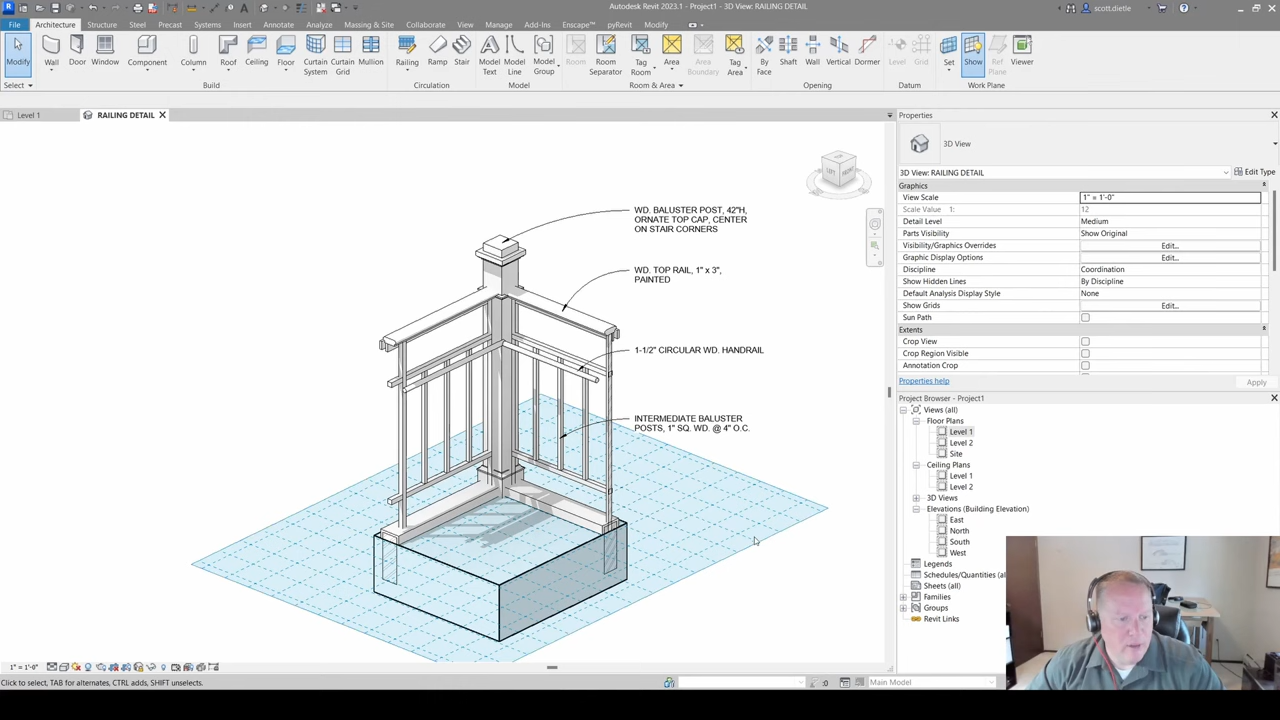 Autodesk Revit 2023.1 - Project1 - 3D View: RAILING DETAIL
scott.dietle
File
Architecture
Structure
Steel
Precast
Systems
Insert
Annotate
Analyze
Massing & Site
Collaborate
View
Manage
Add-Ins
Enscape™
pyRevit
Modify
Modify
Wall
Door
Window
Component
Column
Roof
Ceiling
Floor
Curtain
System
Curtain
Grid
Mullion
Railing
Ramp
Stair
Model
Text
Model
Line
Model
Group
Room
Room
Separator
Tag
Room
Area
Area
Boundary
Tag
Area
By
Face
Shaft
Wall
Vertical
Dormer
Level
Grid
Set
Show
Ref
Plane
Viewer
Select
Build
Circulation
Model
Room & Area
Opening
Datum
Work Plane
Level 1
RAILING DETAIL
WD. BALUSTER POST, 42"H,
ORNATE TOP CAP, CENTER
ON STAIR CORNERS
WD. TOP RAIL, 1" x 3",
PAINTED
1-1/2" CIRCULAR WD. HANDRAIL
INTERMEDIATE BALUSTER
POSTS, 1" SQ. WD. @ 4" O.C.
LEFT
FRONT
Properties
3D View
3D View: RAILING DETAIL
Edit Type
Graphics
View Scale 1" = 1'-0"
Scale Value 1: 12
Detail Level Medium
Parts Visibility Show Original
Visibility/Graphics Overrides Edit...
Graphic Display Options Edit...
Discipline Coordination
Show Hidden Lines By Discipline
Default Analysis Display Style None
Show Grids Edit...
Sun Path
Extents
Crop View
Crop Region Visible
Annotation Crop
Properties help
Apply
Project Browser - Project1
Views (all)
Floor Plans
Level 1
Level 2
Site
Ceiling Plans
Level 1
Level 2
3D Views
Elevations (Building Elevation)
East
North
South
West
Legends
Schedules/Quantities (al
Sheets (all)
Families
Groups
Revit Links
1" = 1'-0"
Click to select, TAB for alternates, CTRL adds, SHIFT unselects.
:0
Main Model